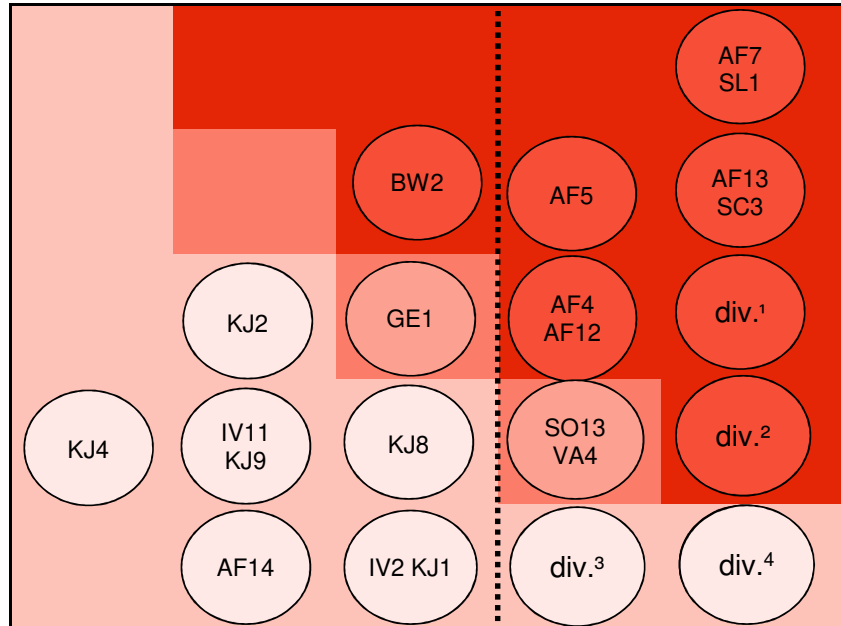 AF7
SL1
BW2
AF5
AF13
SC3
KJ2
GE1
AF4
AF12
div.¹
KJ4
IV11
KJ9
KJ8
SO13
VA4
div.²
AF14
IV2 KJ1
div.³
div.⁴